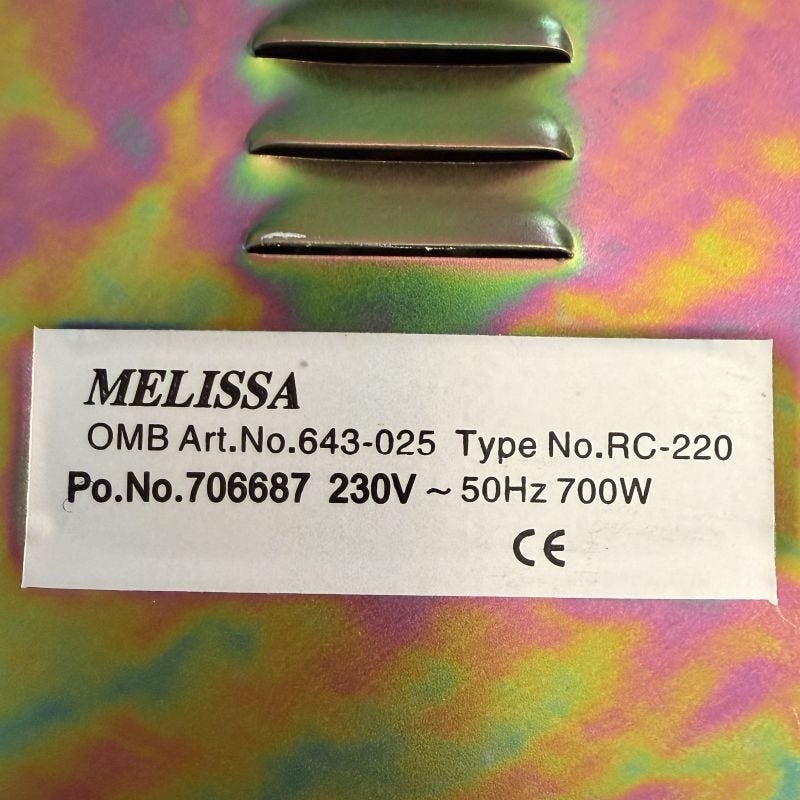 MELISSA
OMB Art.No.643-025 Type No.RC-220
Po.No.706687 230V ~ 50Hz 700W
CE